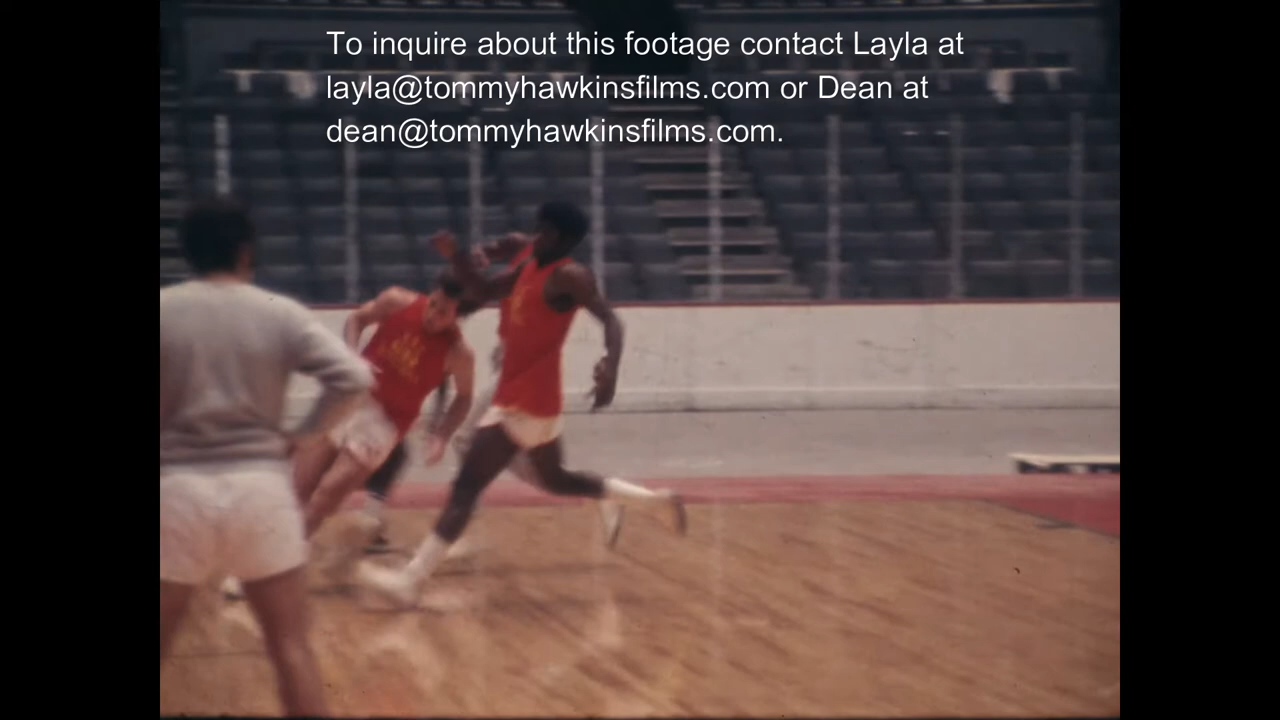 To inquire about this footage contact Layla at
layla@tommyhawkinsfilms.com or Dean at
dean@tommyhawkinsfilms.com.